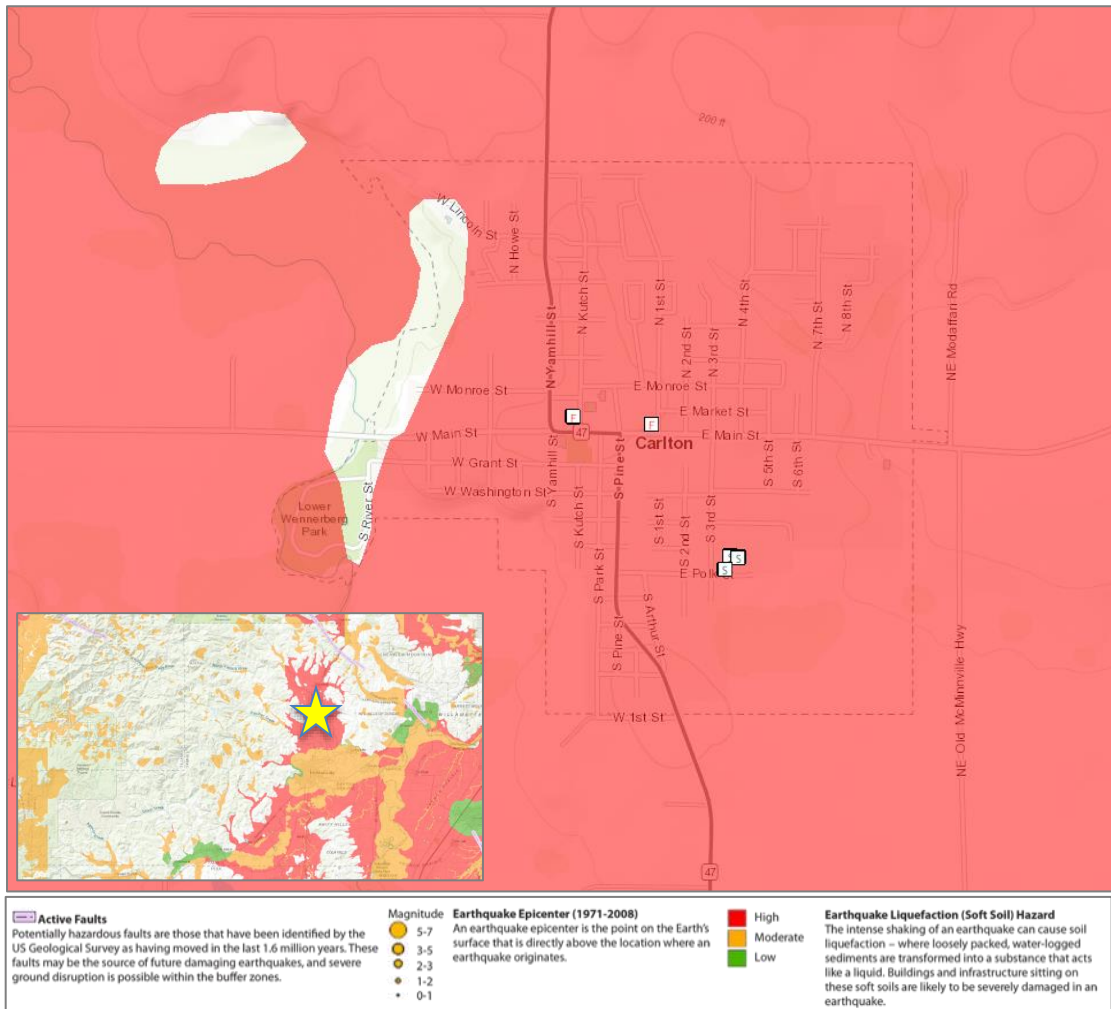 200 ft
W Lincoln St
N Howe St
N Yamhill St
N Kutch St
N 1st St
N 2nd St
N 3rd St
N 4th St
N 7th St
N 8th St
NE Modaffari Rd
W Monroe St
E Monroe St
F
F
E Market St
W Main St
47
E Main St
Carlton
W Grant St
S Yamhill St
S Pine St
S 5th St
S 6th St
W Washington St
Lower
Wennerberg
Park
S River St
S Kutch St
S 1st St
S 2nd St
S 3rd St
S
S
E Polk St
S Park St
S Arthur St
S Pine St
W 1st St
NE Old McMinnville Hwy
47
Active Faults
Potentially hazardous faults are those that have been identified by the
US Geological Survey as having moved in the last 1.6 million years. These
faults may be the source of future damaging earthquakes, and severe
ground disruption is possible within the buffer zones.
Magnitude
5-7
3-5
2-3
1-2
0-1
Earthquake Epicenter (1971-2008)
An earthquake epicenter is the point on the Earth's
surface that is directly above the location where an
earthquake originates.
High
Moderate
Low
Earthquake Liquefaction (Soft Soil) Hazard
The intense shaking of an earthquake can cause soil
liquefaction – where loosely packed, water-logged
sediments are transformed into a substance that acts
like a liquid. Buildings and infrastructure sitting on
these soft soils are likely to be severely damaged in an
earthquake.